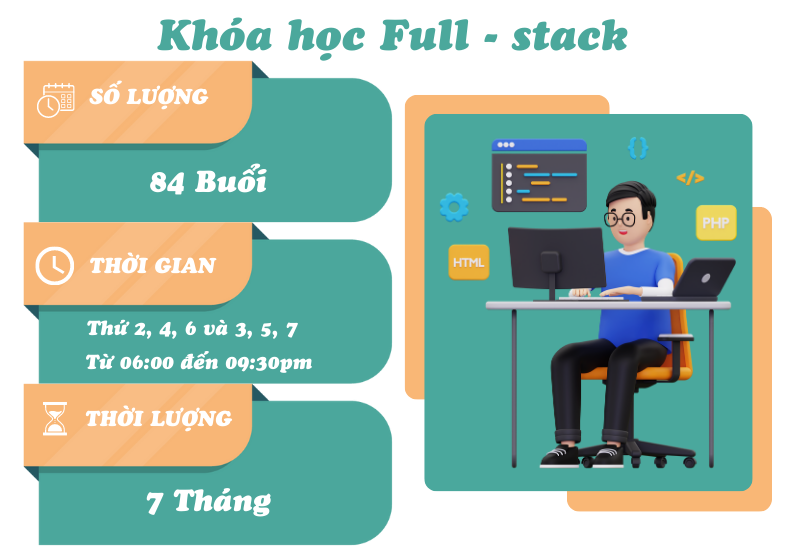 Khóa học Full - stack
SỐ LƯỢNG
84 Buổi
THỜI GIAN
Thứ 2, 4, 6 và 3, 5, 7
Từ 06:00 đến 09:30pm
THỜI LƯỢNG
7 Tháng
{}
</>
PHP
HTML